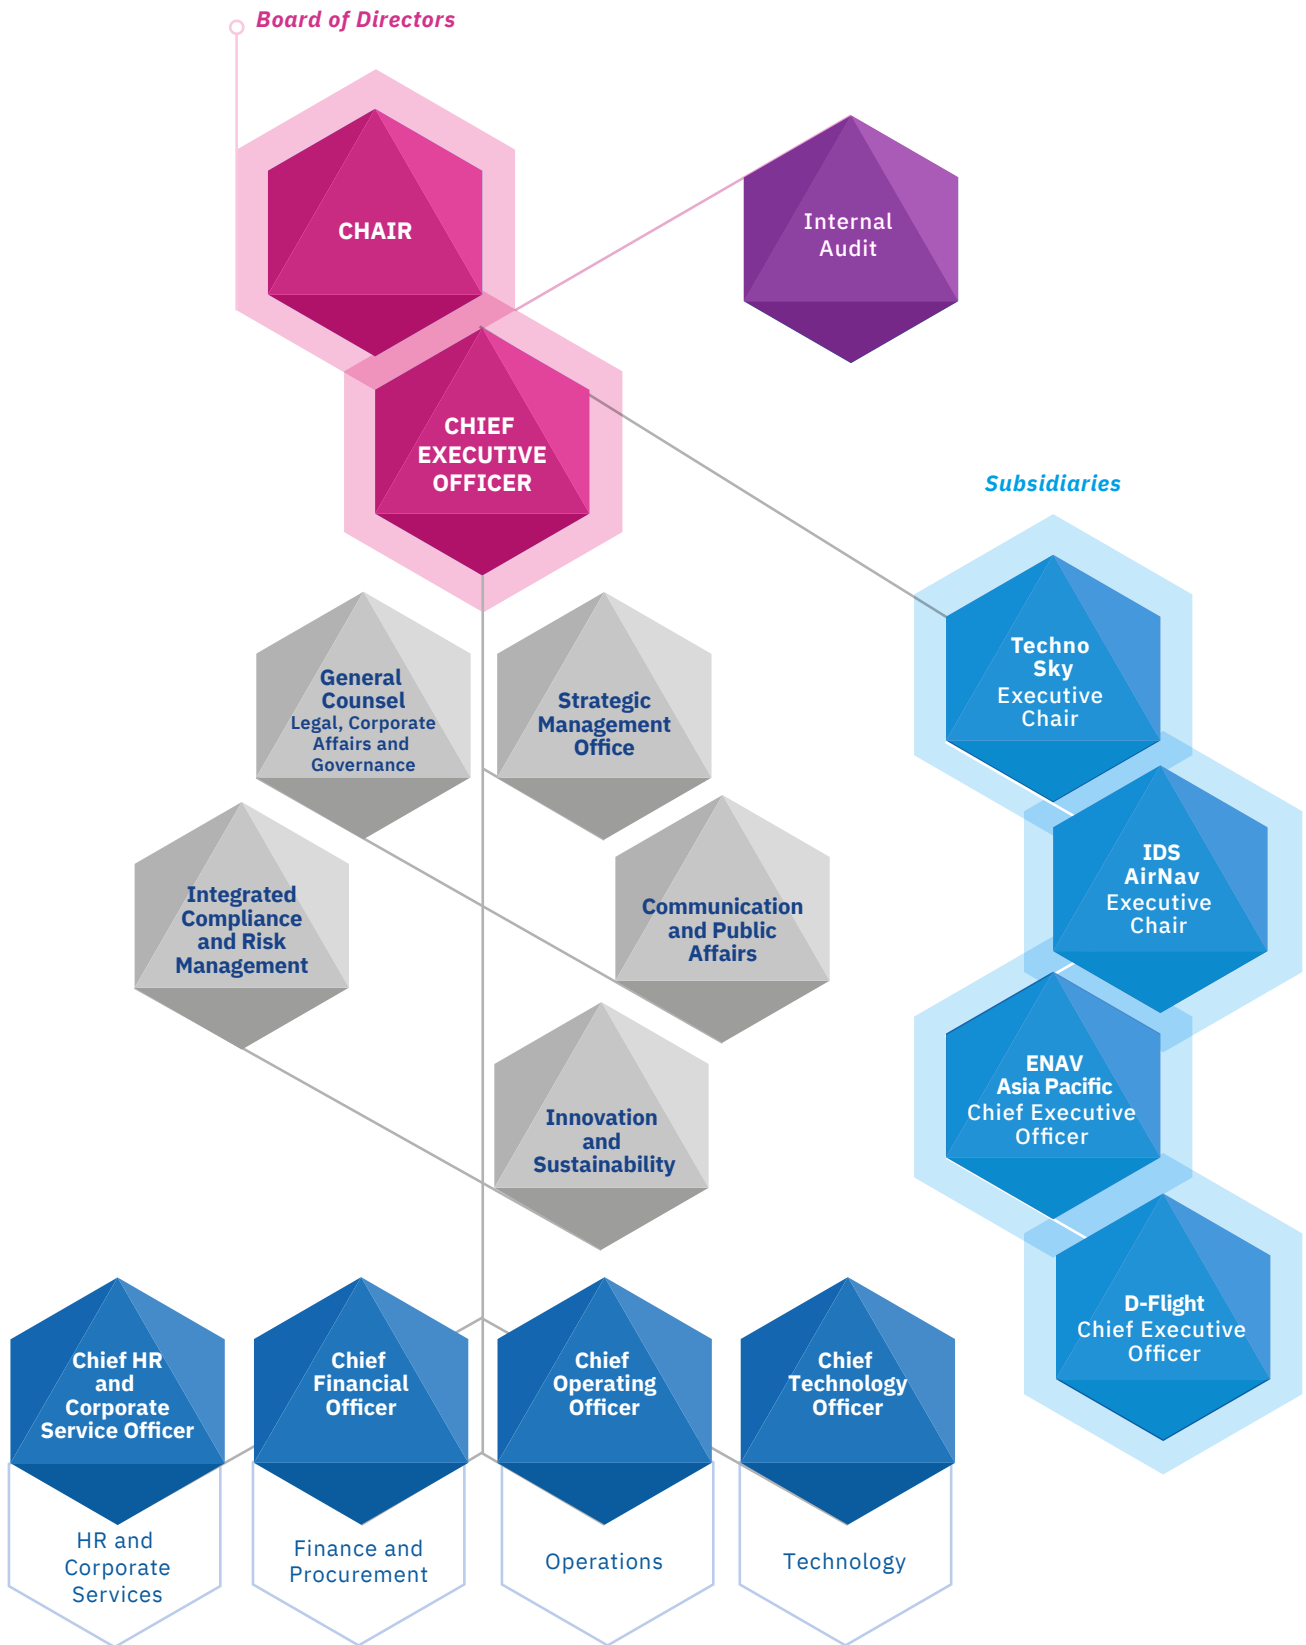 Board of Directors
CHAIR
Internal
Audit
CHIEF
EXECUTIVE
OFFICER
Subsidiaries
Techno
Sky
Executive
Chair
General
Counsel
Legal, Corporate
Affairs and
Governance
Strategic
Management
Office
IDS
AirNav
Executive
Chair
Integrated
Compliance
and Risk
Management
Communication
and Public
Affairs
ENAV
Asia Pacific
Chief Executive
Officer
Innovation
and
Sustainability
D-Flight
Chief Executive
Officer
Chief HR
and
Corporate
Service Officer
Chief
Financial
Officer
Chief
Operating
Officer
Chief
Technology
Officer
HR and
Corporate
Services
Finance and
Procurement
Operations
Technology